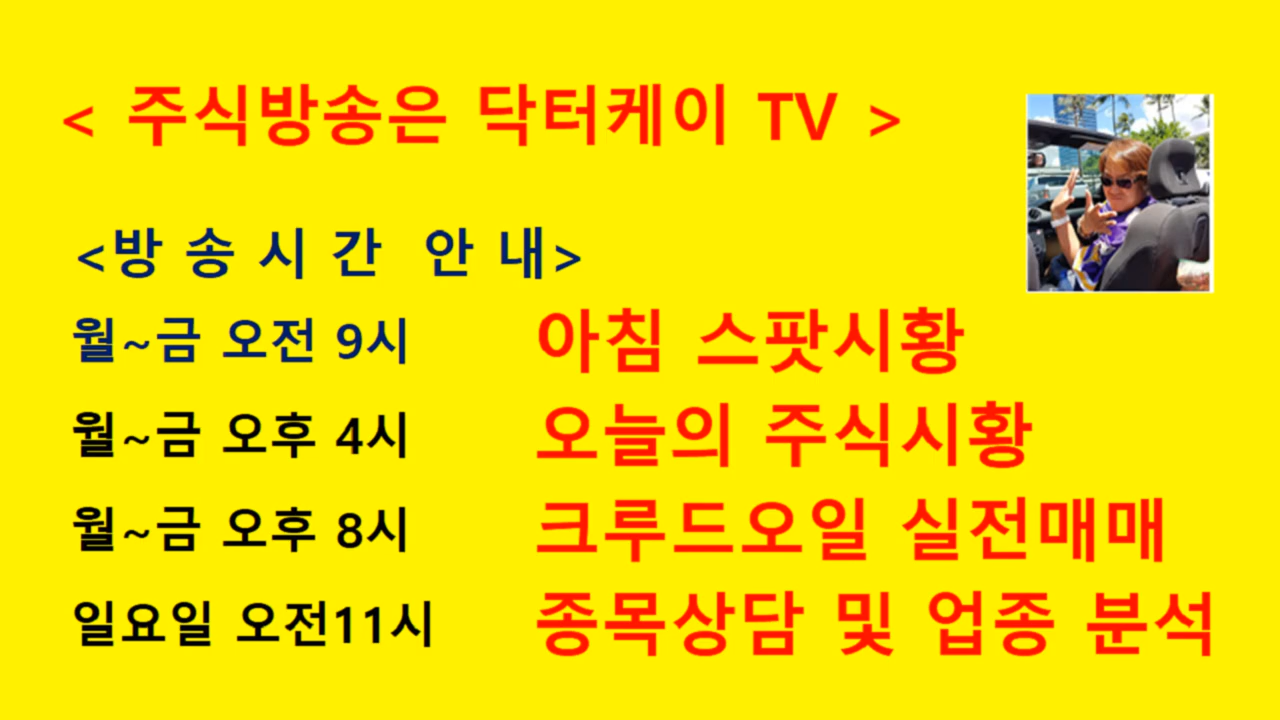 < 주식방송은 닥터케이 TV >
<방 송 시 간 안 내>
월~금 오전 9시 아침 스팟시황
월~금 오후 4시 오늘의 주식시황
월~금 오후 8시 크루드오일 실전매매
일요일 오전11시 종목상담 및 업종 분석